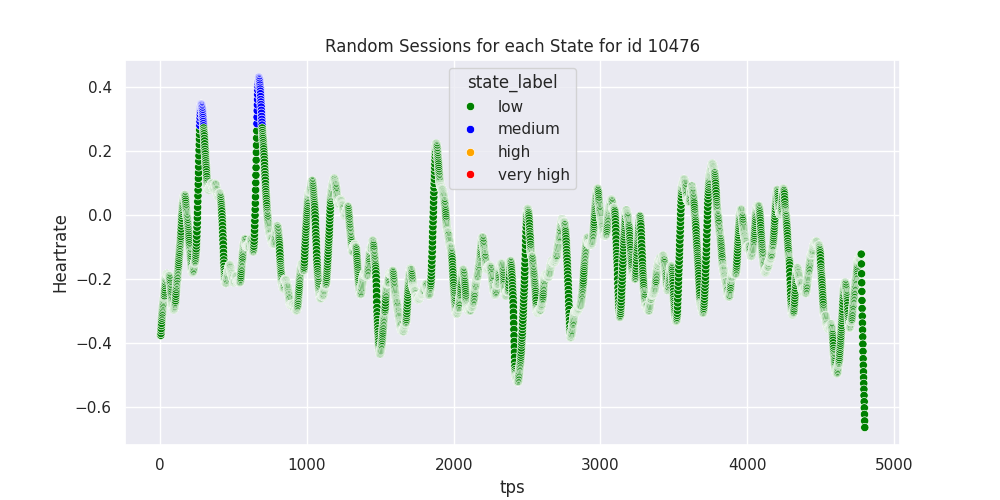 Random Sessions for each State for id 10476
state_label
low
medium
high
very high
Heartrate
0.4
0.2
0.0
−0.2
−0.4
−0.6
0 1000 2000 3000 4000 5000
tps